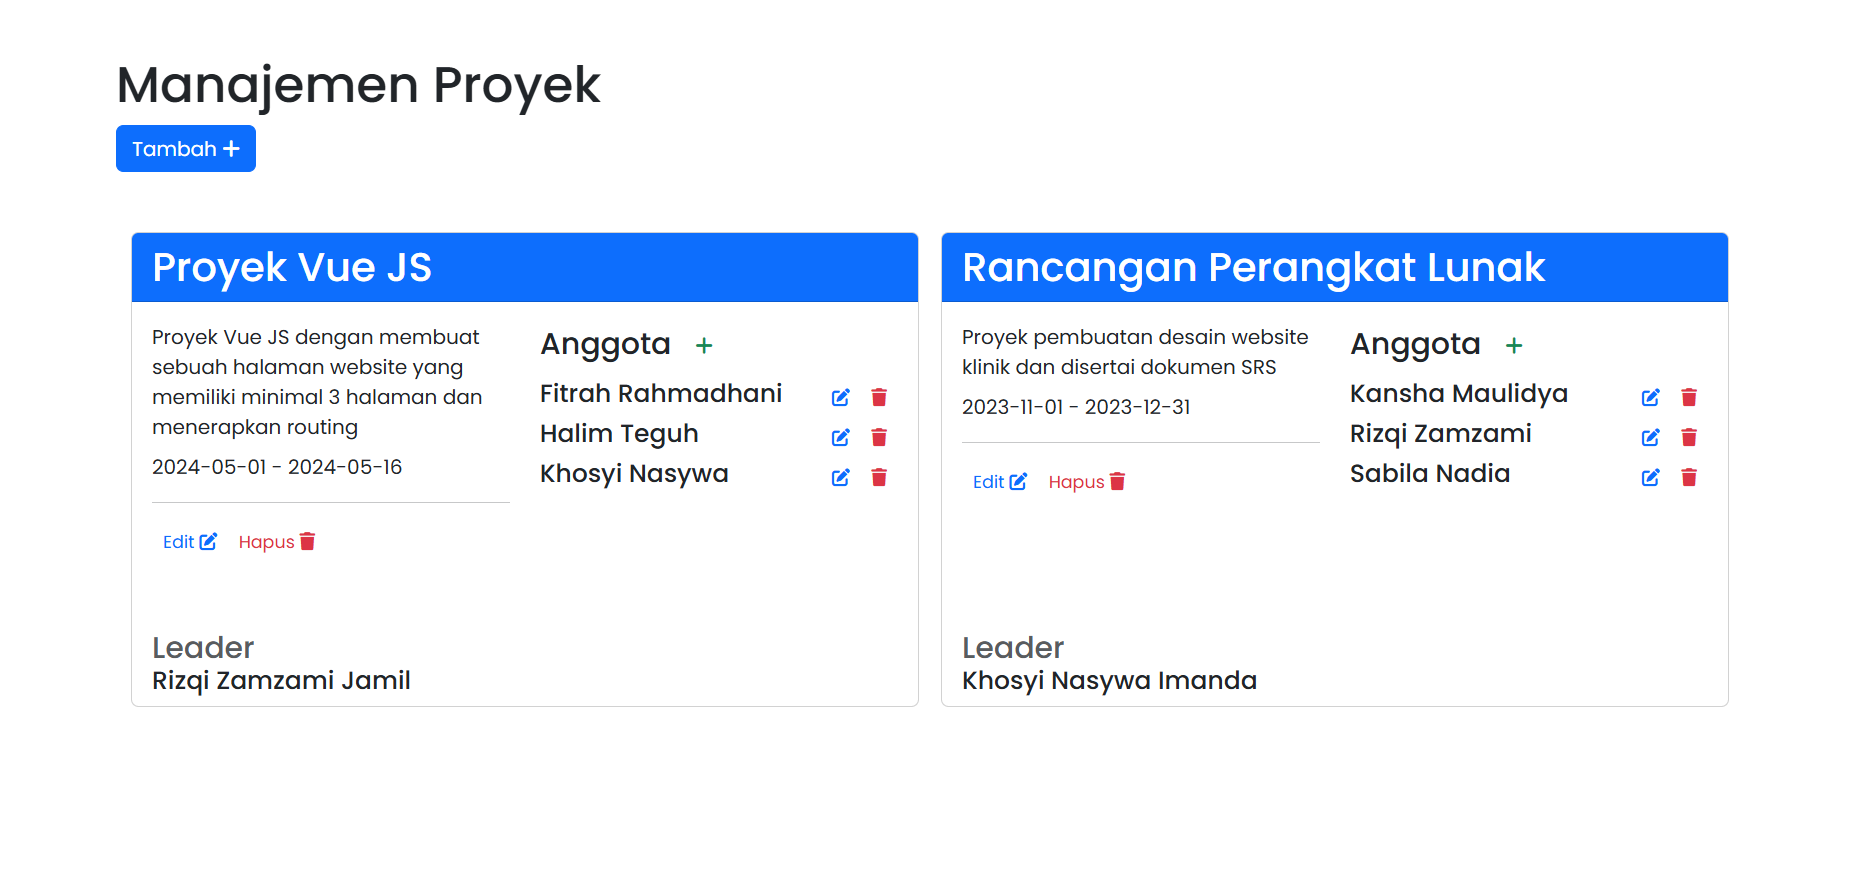 Manajemen Proyek
Tambah
Proyek Vue JS
Proyek Vue JS dengan membuat
sebuah halaman website yang
memiliki minimal 3 halaman dan
menerapkan routing
2024-05-01 - 2024-05-16
Edit Hapus
Anggota
Fitrah Rahmadhani
Halim Teguh
Khosyi Nasywa
Leader
Rizqi Zamzami Jamil
Rancangan Perangkat Lunak
Proyek pembuatan desain website
klinik dan disertai dokumen SRS
2023-11-01 - 2023-12-31
Edit Hapus
Anggota
Kansha Maulidya
Rizqi Zamzami
Sabila Nadia
Leader
Khosyi Nasywa Imanda